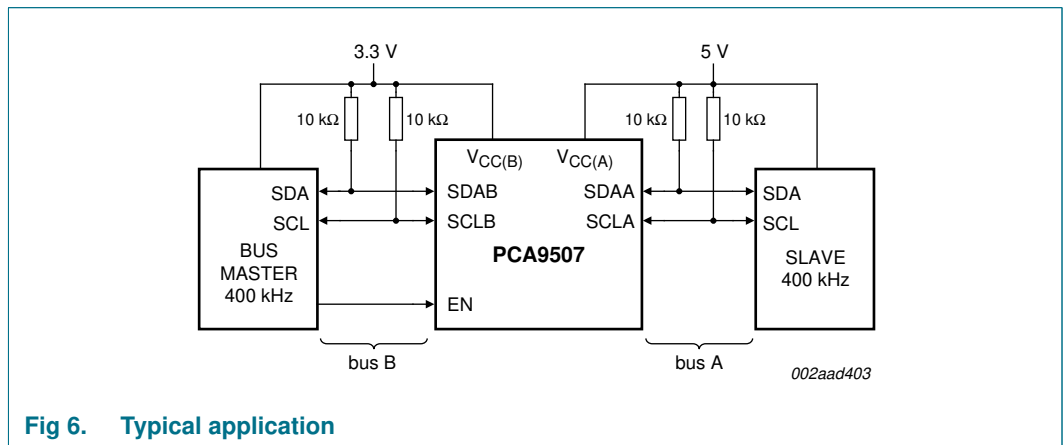 3.3 V
5 V
10 kΩ
10 kΩ
10 kΩ
10 kΩ
VCC(B)
VCC(A)
SDA
SDAB
SDAA
SDA
SCL
SCLB
SCLA
SCL
BUS
MASTER
400 kHz
PCA9507
SLAVE
400 kHz
EN
bus B
bus A
002aad403
Fig 6. Typical application